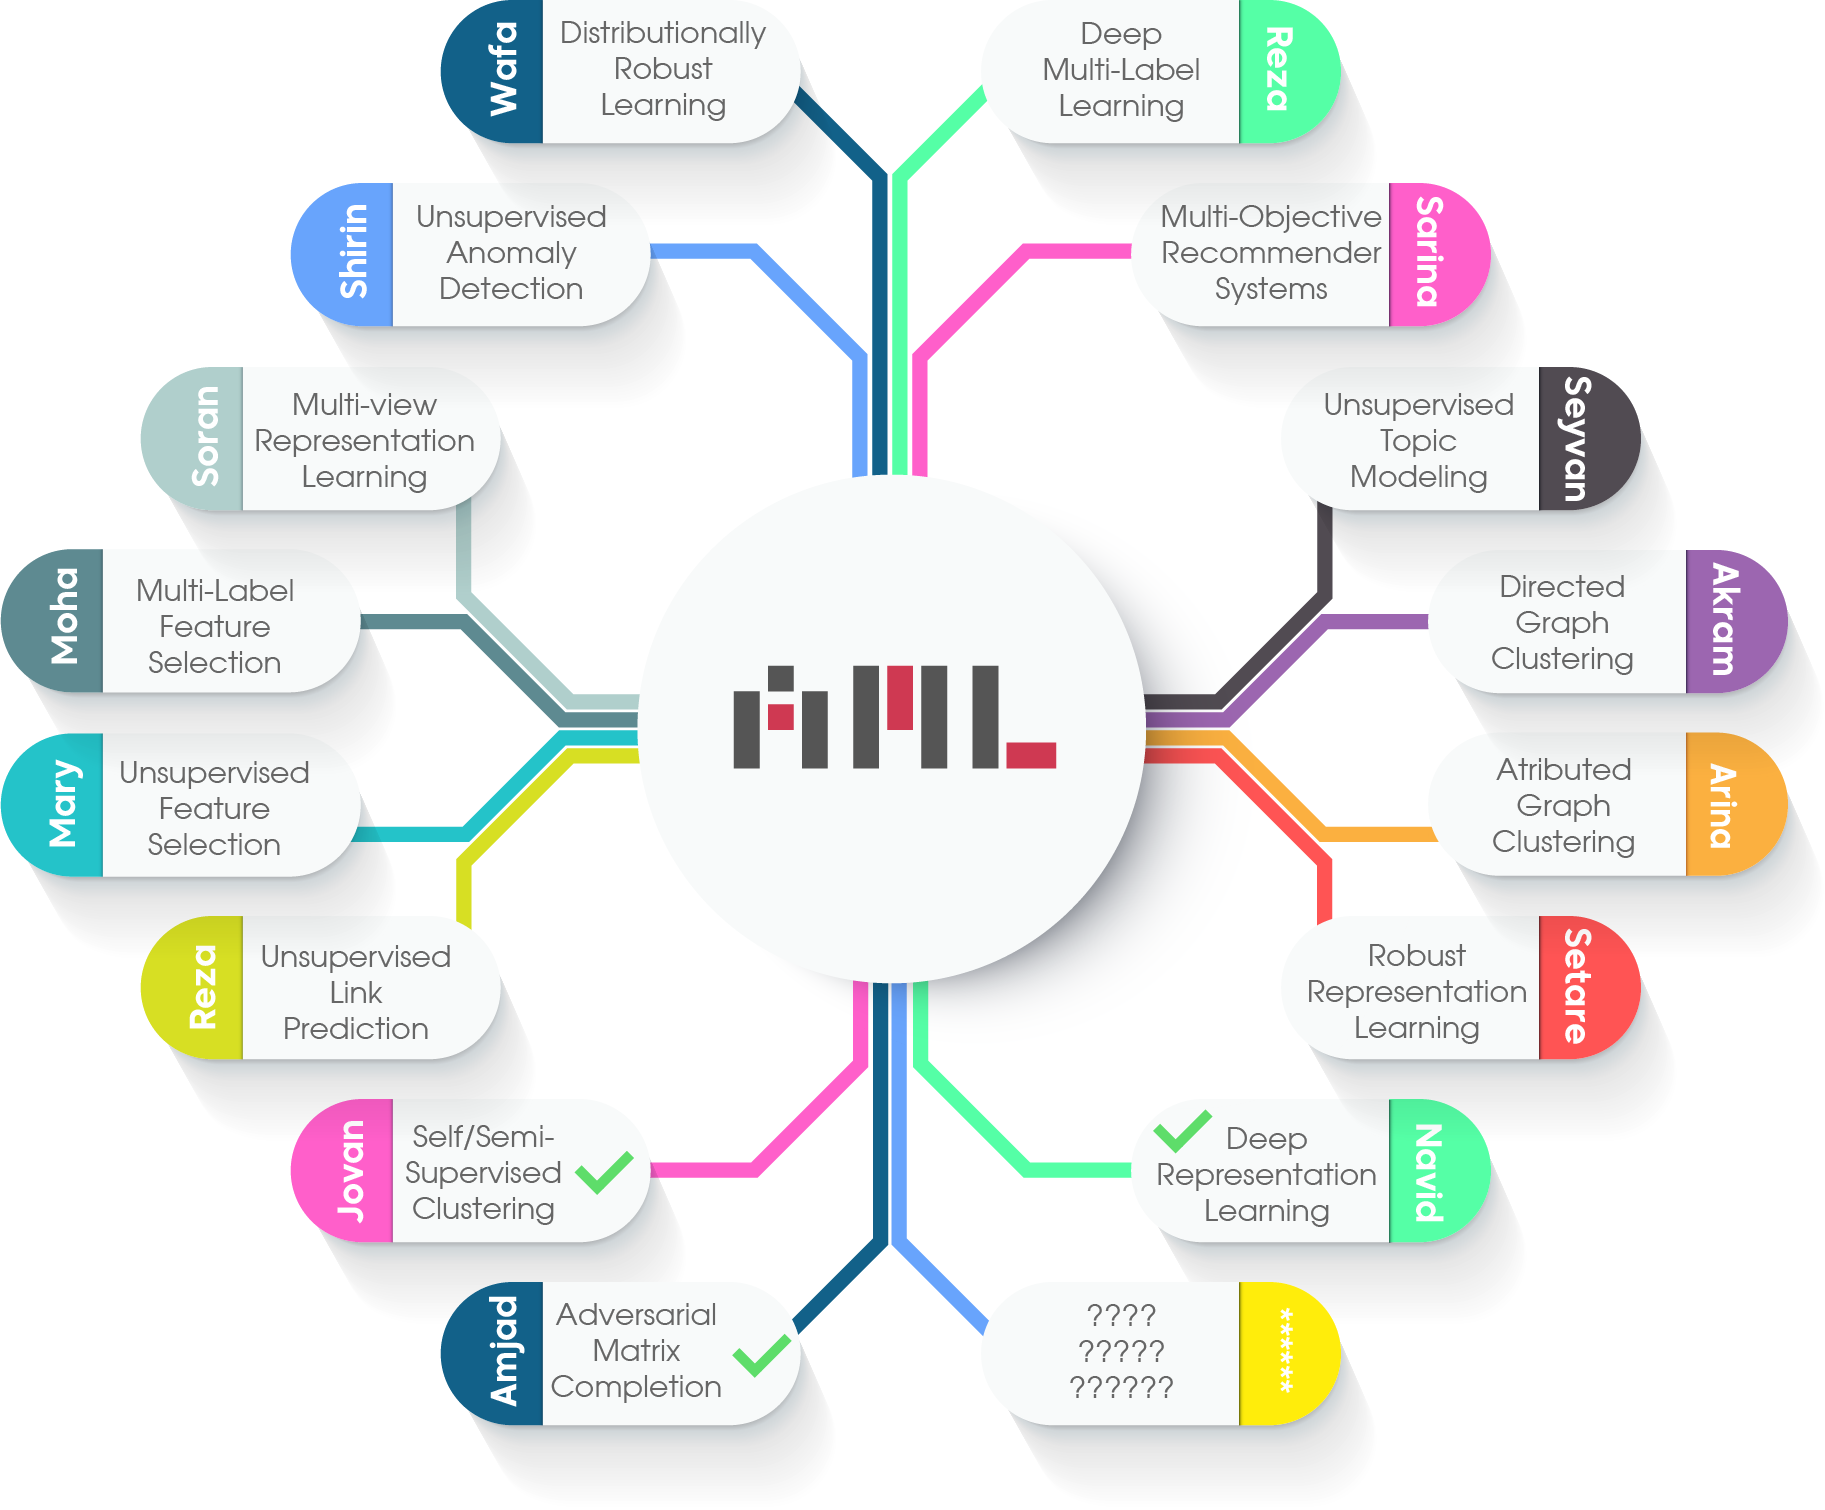 Wafa
Distributionally
Robust
Learning
Deep
Multi-Label
Learning
Reza
Shirin
Unsupervised
Anomaly
Detection
Multi-Objective
Recommender
Systems
Sarina
Soran
Multi-view
Representation
Learning
Unsupervised
Topic
Modeling
Seyvan
Moha
Multi-Label
Feature
Selection
Directed
Graph
Clustering
Akram
AML
Mary
Unsupervised
Feature
Selection
Atributed
Graph
Clustering
Arina
Reza
Unsupervised
Link
Prediction
Robust
Representation
Learning
Setare
Jovan
Self/Semi-
Supervised
Clustering
Deep
Representation
Learning
Navid
Amjad
Adversarial
Matrix
Completion
????
?????
??????
******